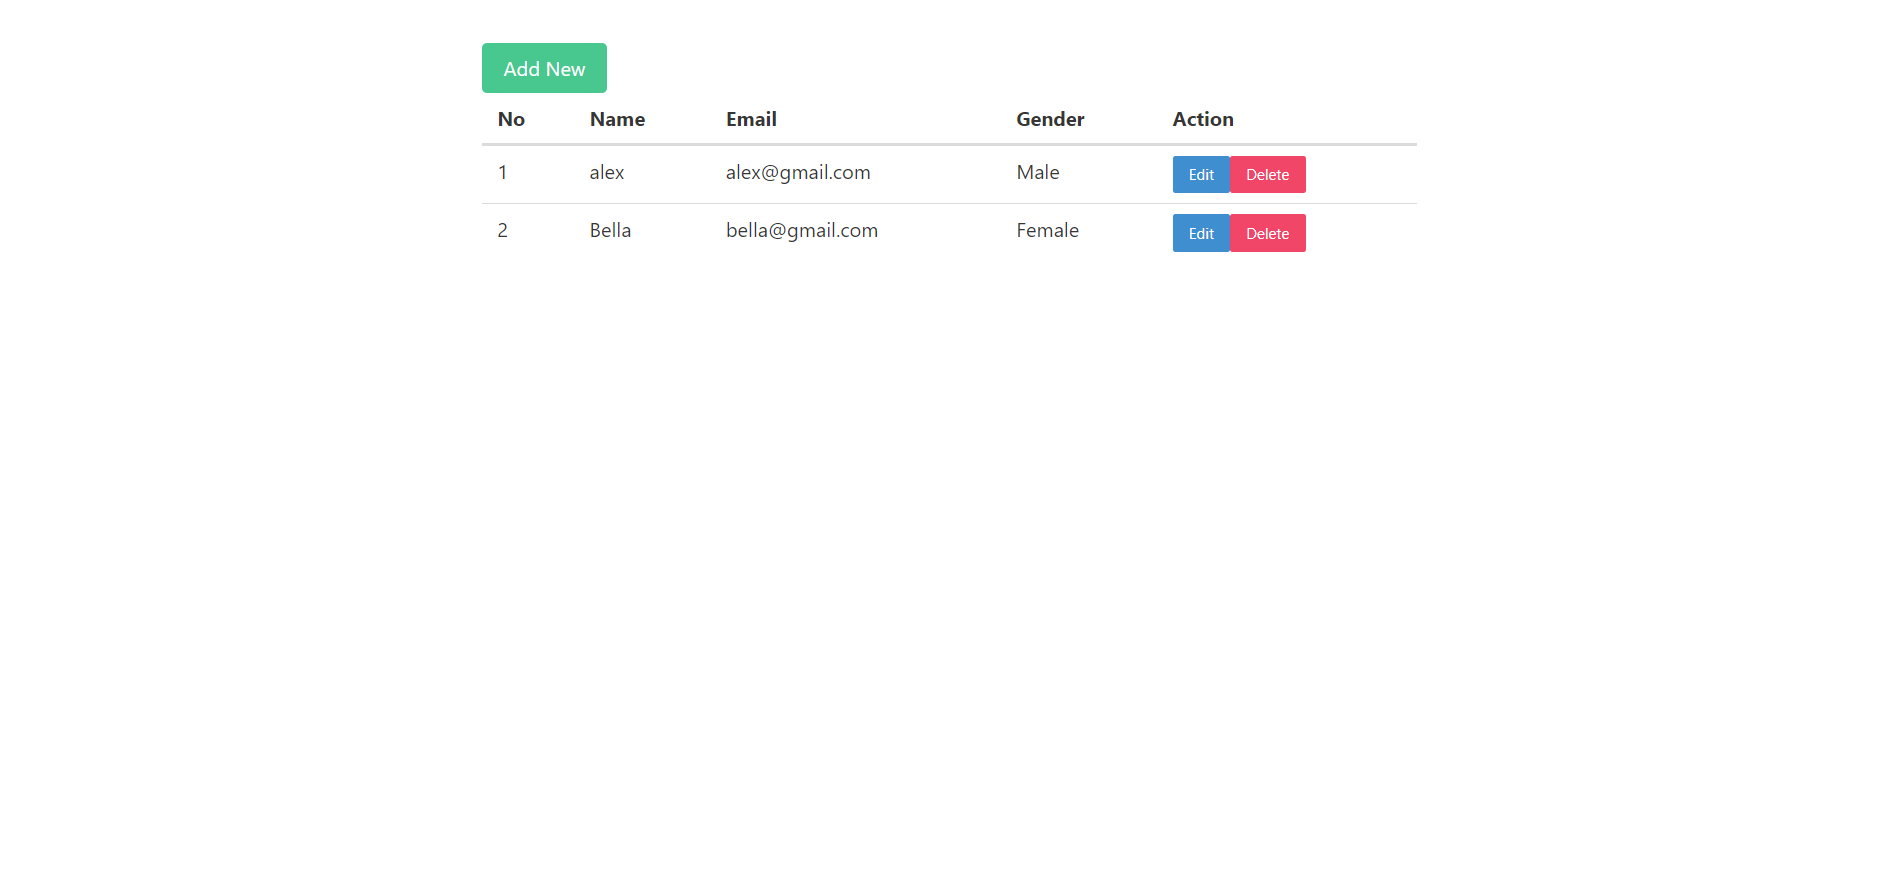 Add New
No Name Email Gender Action
1 alex alex@gmail.com Male Edit Delete
2 Bella bella@gmail.com Female Edit Delete